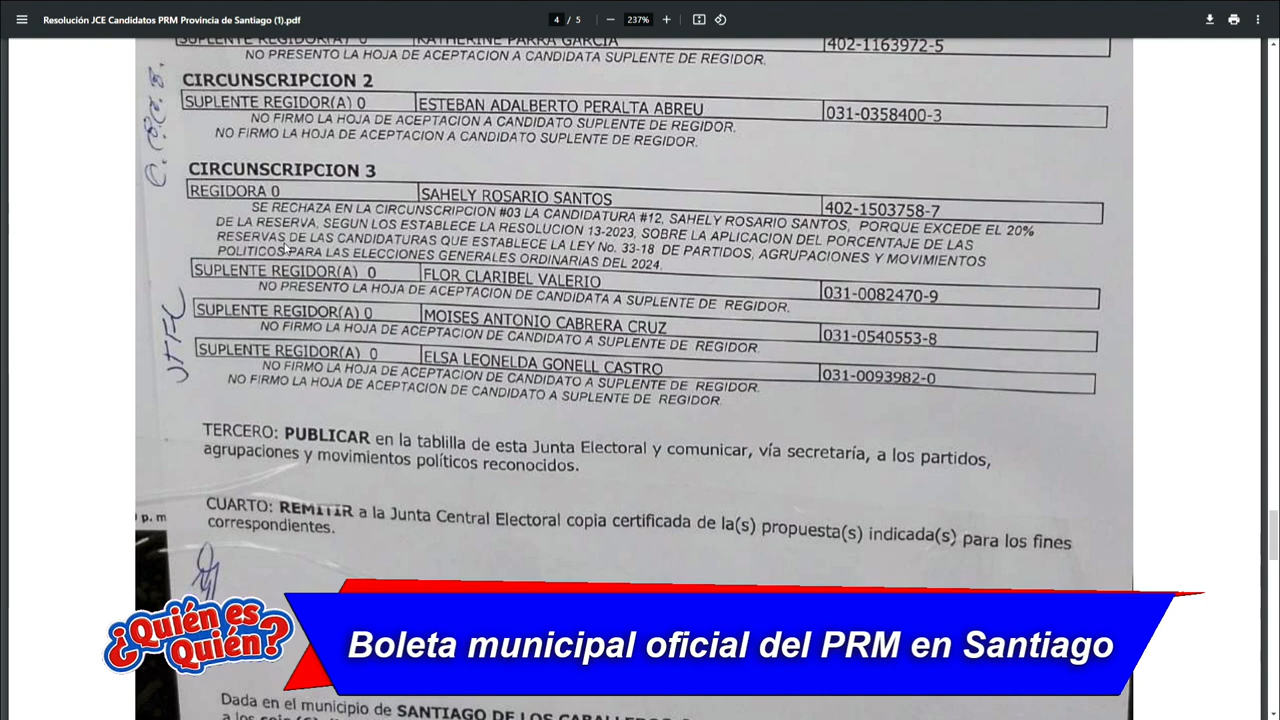 Resolución JCE Candidatos PRM Provincia de Santiago (1).pdf
4 / 5
237%
SUPLENTE REGIDOR(A) 0 KATHERINE PARRA GARCIA 402-1163972-5
NO PRESENTO LA HOJA DE ACEPTACION A CANDIDATA SUPLENTE DE REGIDOR.
CIRCUNSCRIPCION 2
SUPLENTE REGIDOR(A) 0 ESTEBAN ADALBERTO PERALTA ABREU 031-0358400-3
NO FIRMO LA HOJA DE ACEPTACION A CANDIDATO SUPLENTE DE REGIDOR.
NO FIRMO LA HOJA DE ACEPTACION A CANDIDATO SUPLENTE DE REGIDOR.
CIRCUNSCRIPCION 3
REGIDORA 0 SAHELY ROSARIO SANTOS 402-1503758-7
SE RECHAZA EN LA CIRCUNSCRIPCION #03 LA CANDIDATURA #12, SAHELY ROSARIO SANTOS, PORQUE EXCEDE EL 20%
DE LA RESERVA, SEGUN LOS ESTABLECE LA RESOLUCION 13-2023, SOBRE LA APLICACION DEL PORCENTAJE DE LAS
RESERVAS DE LAS CANDIDATURAS QUE ESTABLECE LA LEY No. 33-18 DE PARTIDOS, AGRUPACIONES Y MOVIMIENTOS
POLITICOS PARA LAS ELECCIONES GENERALES ORDINARIAS DEL 2024.
SUPLENTE REGIDOR(A) 0 FLOR CLARIBEL VALERIO 031-0082470-9
NO PRESENTO LA HOJA DE ACEPTACION DE CANDIDATA A SUPLENTE DE REGIDOR.
SUPLENTE REGIDOR(A) 0 MOISES ANTONIO CABRERA CRUZ 031-0540553-8
NO FIRMO LA HOJA DE ACEPTACION DE CANDIDATO A SUPLENTE DE REGIDOR.
SUPLENTE REGIDOR(A) 0 ELSA LEONELDA GONELL CASTRO 031-0093982-0
NO FIRMO LA HOJA DE ACEPTACION DE CANDIDATO A SUPLENTE DE REGIDOR.
NO FIRMO LA HOJA DE ACEPTACION DE CANDIDATO A SUPLENTE DE REGIDOR.
TERCERO: PUBLICAR en la tablilla de esta Junta Electoral y comunicar, vía secretaría, a los partidos,
agrupaciones y movimientos políticos reconocidos.
CUARTO: REMITIR a la Junta Central Electoral copia certificada de la(s) propuesta(s) indicada(s) para los fines
correspondientes.
p. m
¿Quién es
Quién?
Boleta municipal oficial del PRM en Santiago
Dada en el municipio de SANTIAGO DE LOS CABALLEROS
a los